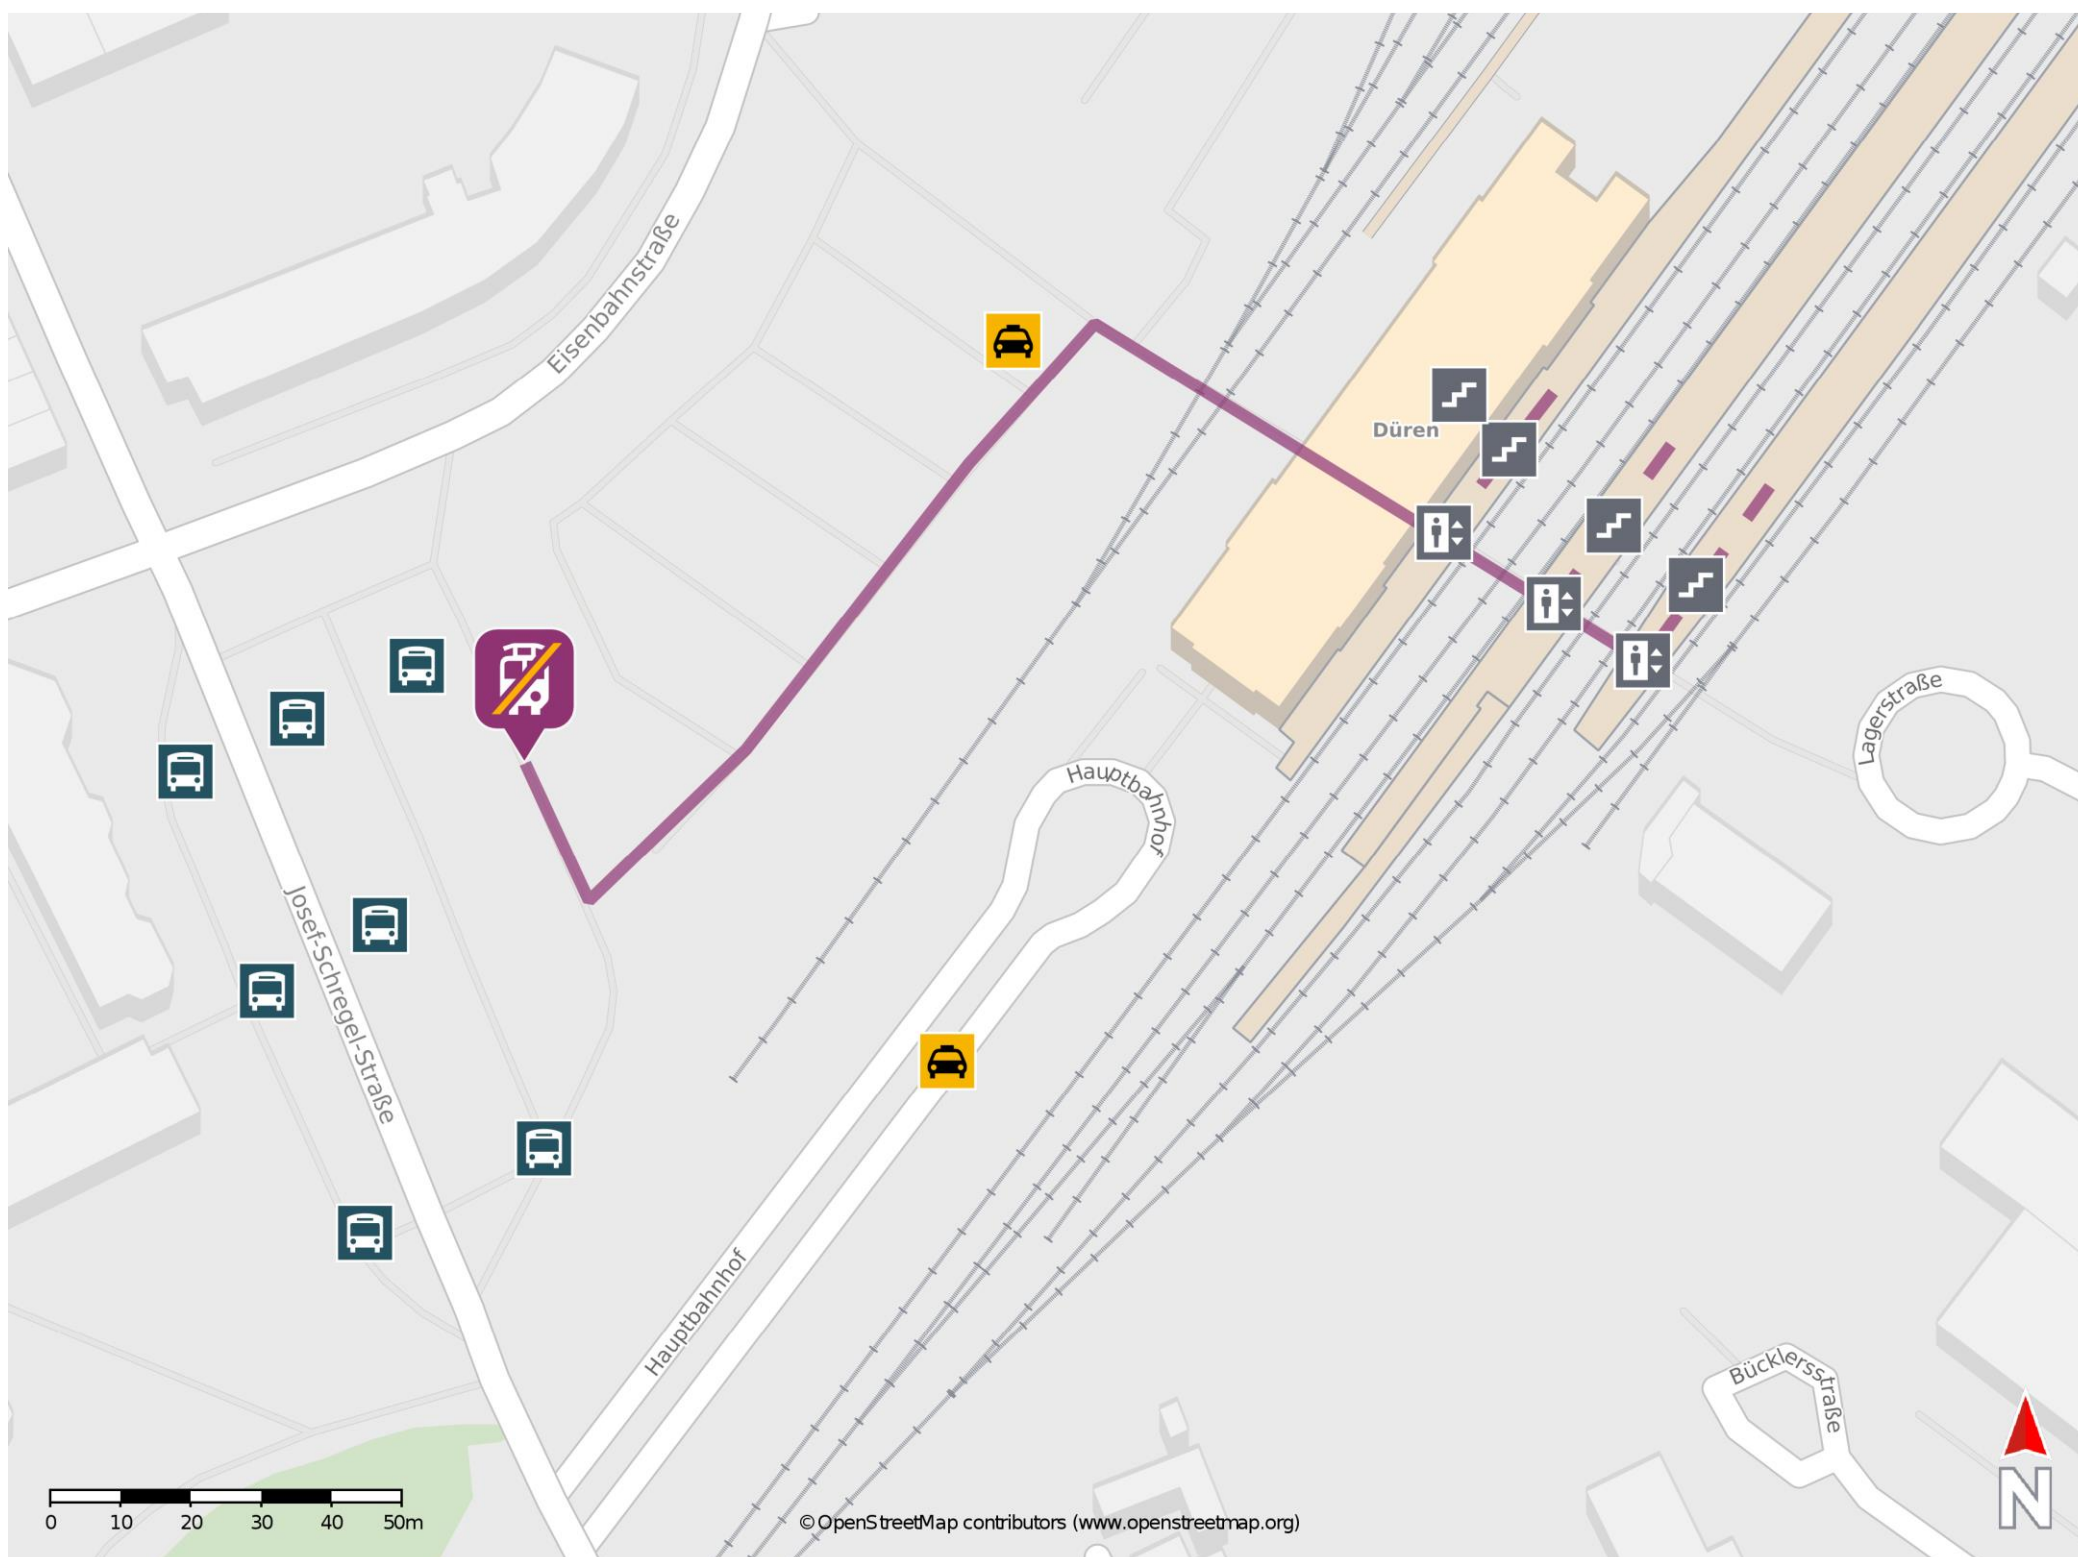 Eisenbahnstraße
Düren
Lagerstraße
Hauptbahnhof
Josef-Schregel-Straße
Hauptbahnhof
Bücklersstraße
N
0 10 20 30 40 50m
©OpenStreetMap contributors (www.openstreetmap.org)